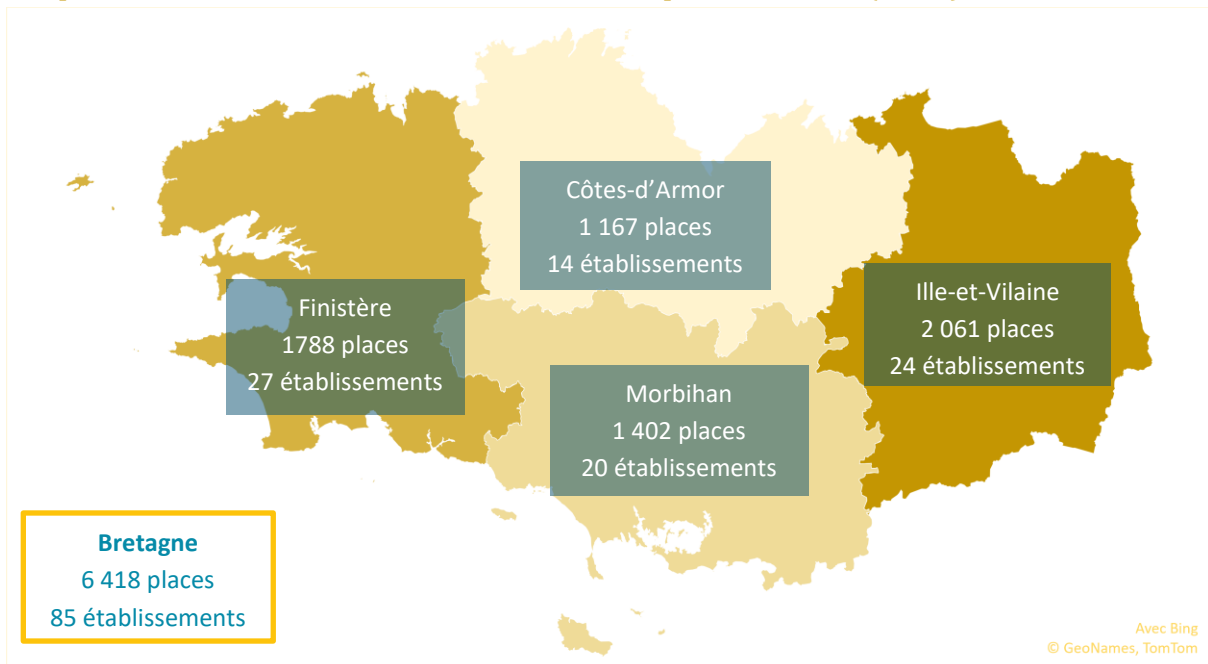 Côtes-d’Armor
1 167 places
14 établissements
Ille-et-Vilaine
2 061 places
24 établissements
Finistère
1788 places
27 établissements
Morbihan
1 402 places
20 établissements
Bretagne
6 418 places
85 établissements
Avec Bing
© GeoNames, TomTom